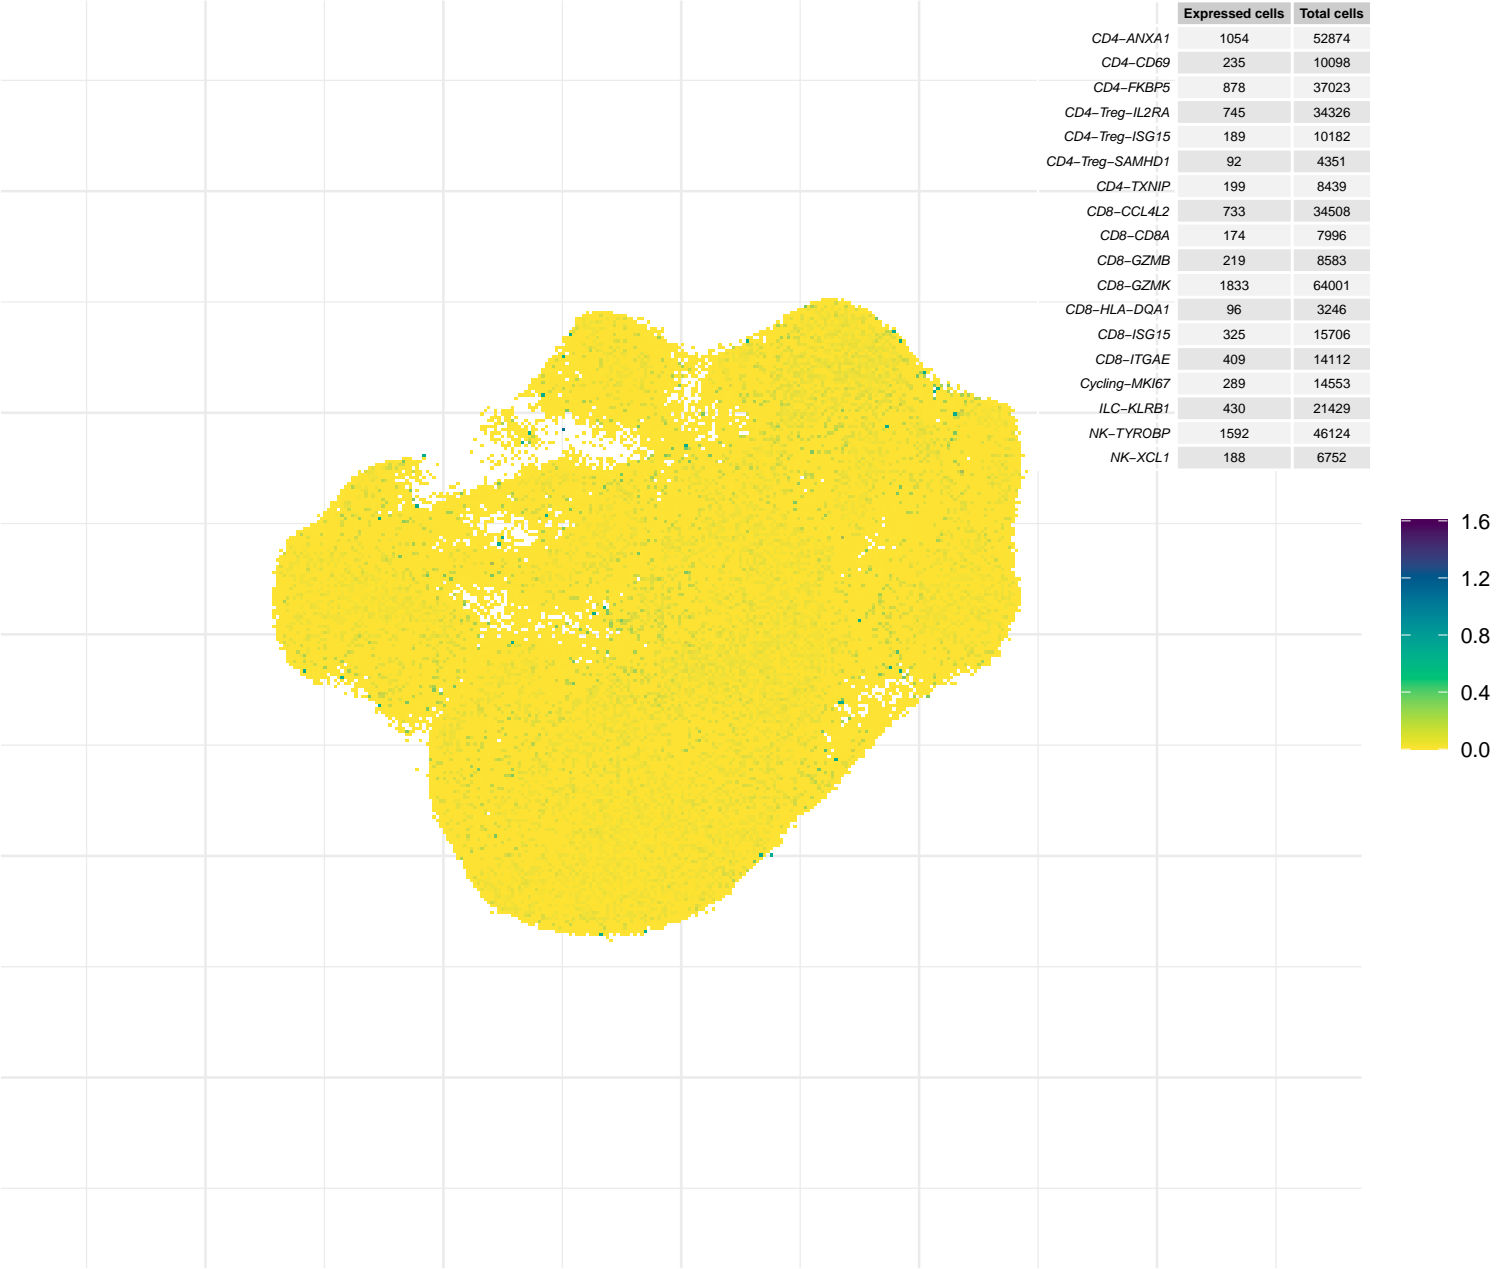 Expressed cells Total cells
CD4−ANXA1 1054 52874
CD4−CD69 235 10098
CD4−FKBP5 878 37023
CD4−Treg−IL2RA 745 34326
CD4−Treg−ISG15 189 10182
CD4−Treg−SAMHD1 92 4351
CD4−TXNIP 199 8439
CD8−CCL4L2 733 34508
CD8−CD8A 174 7996
CD8−GZMB 219 8583
CD8−GZMK 1833 64001
CD8−HLA−DQA1 96 3246
CD8−ISG15 325 15706
CD8−ITGAE 409 14112
Cycling−MKI67 289 14553
ILC−KLRB1 430 21429
NK−TYROBP 1592 46124
NK−XCL1 188 6752
1.6
1.2
0.8
0.4
0.0